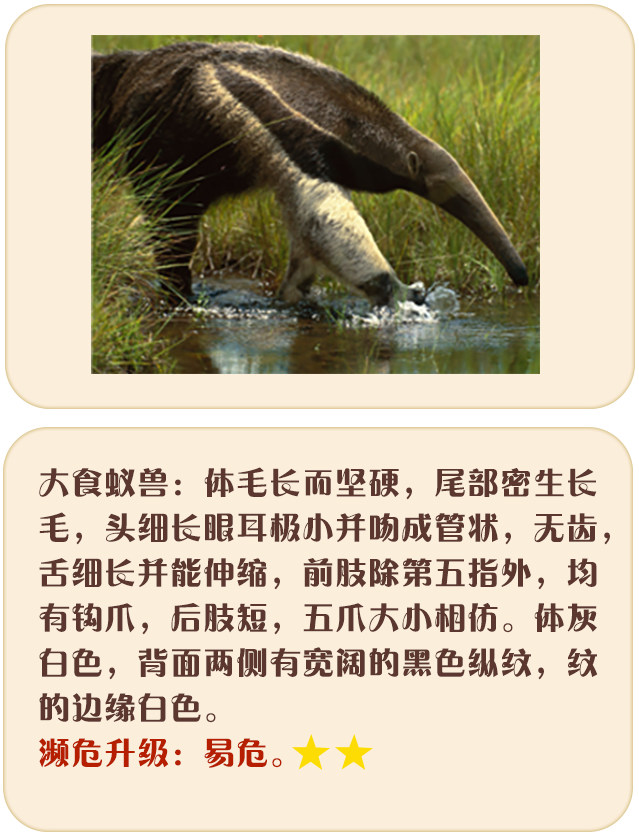 大食蚁兽：体毛长而坚硬，尾部密生长
毛，头细长眼耳极小并吻成管状，无齿，
舌细长并能伸缩，前肢除第五指外，均
有钩爪，后肢短，五爪大小相仿。体灰
白色，背面两侧有宽阔的黑色纵纹，纹
的边缘白色。
濒危升级：易危。